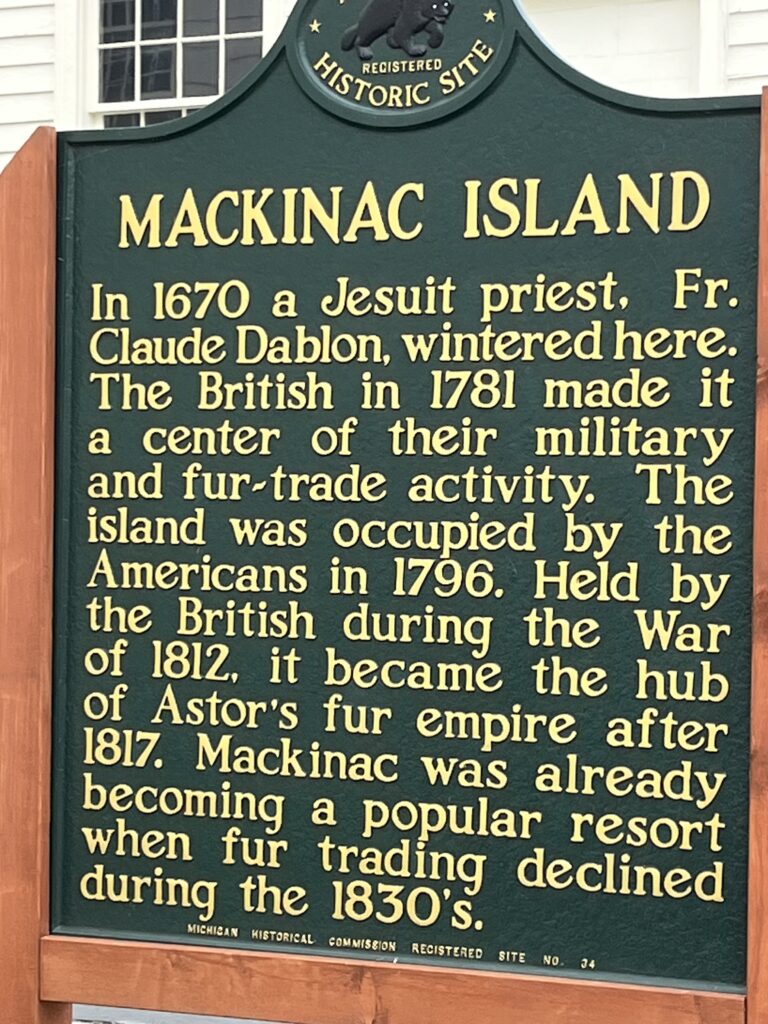 REGISTERED
HISTORIC SITE
MACKINAC ISLAND
In 1670 a Jesuit priest, Fr.
Claude Dablon, wintered here.
The British in 1781 made it
a center of their military
and fur-trade activity. The
island was occupied by the
Americans in 1796. Held by
the British during the War
of 1812, it became the hub
of Astor's fur empire after
1817. Mackinac was already
becoming a popular resort
when fur trading declined
during the 1830's.
MICHIGAN HISTORICAL COMMISSION REGISTERED SITE NO. 34